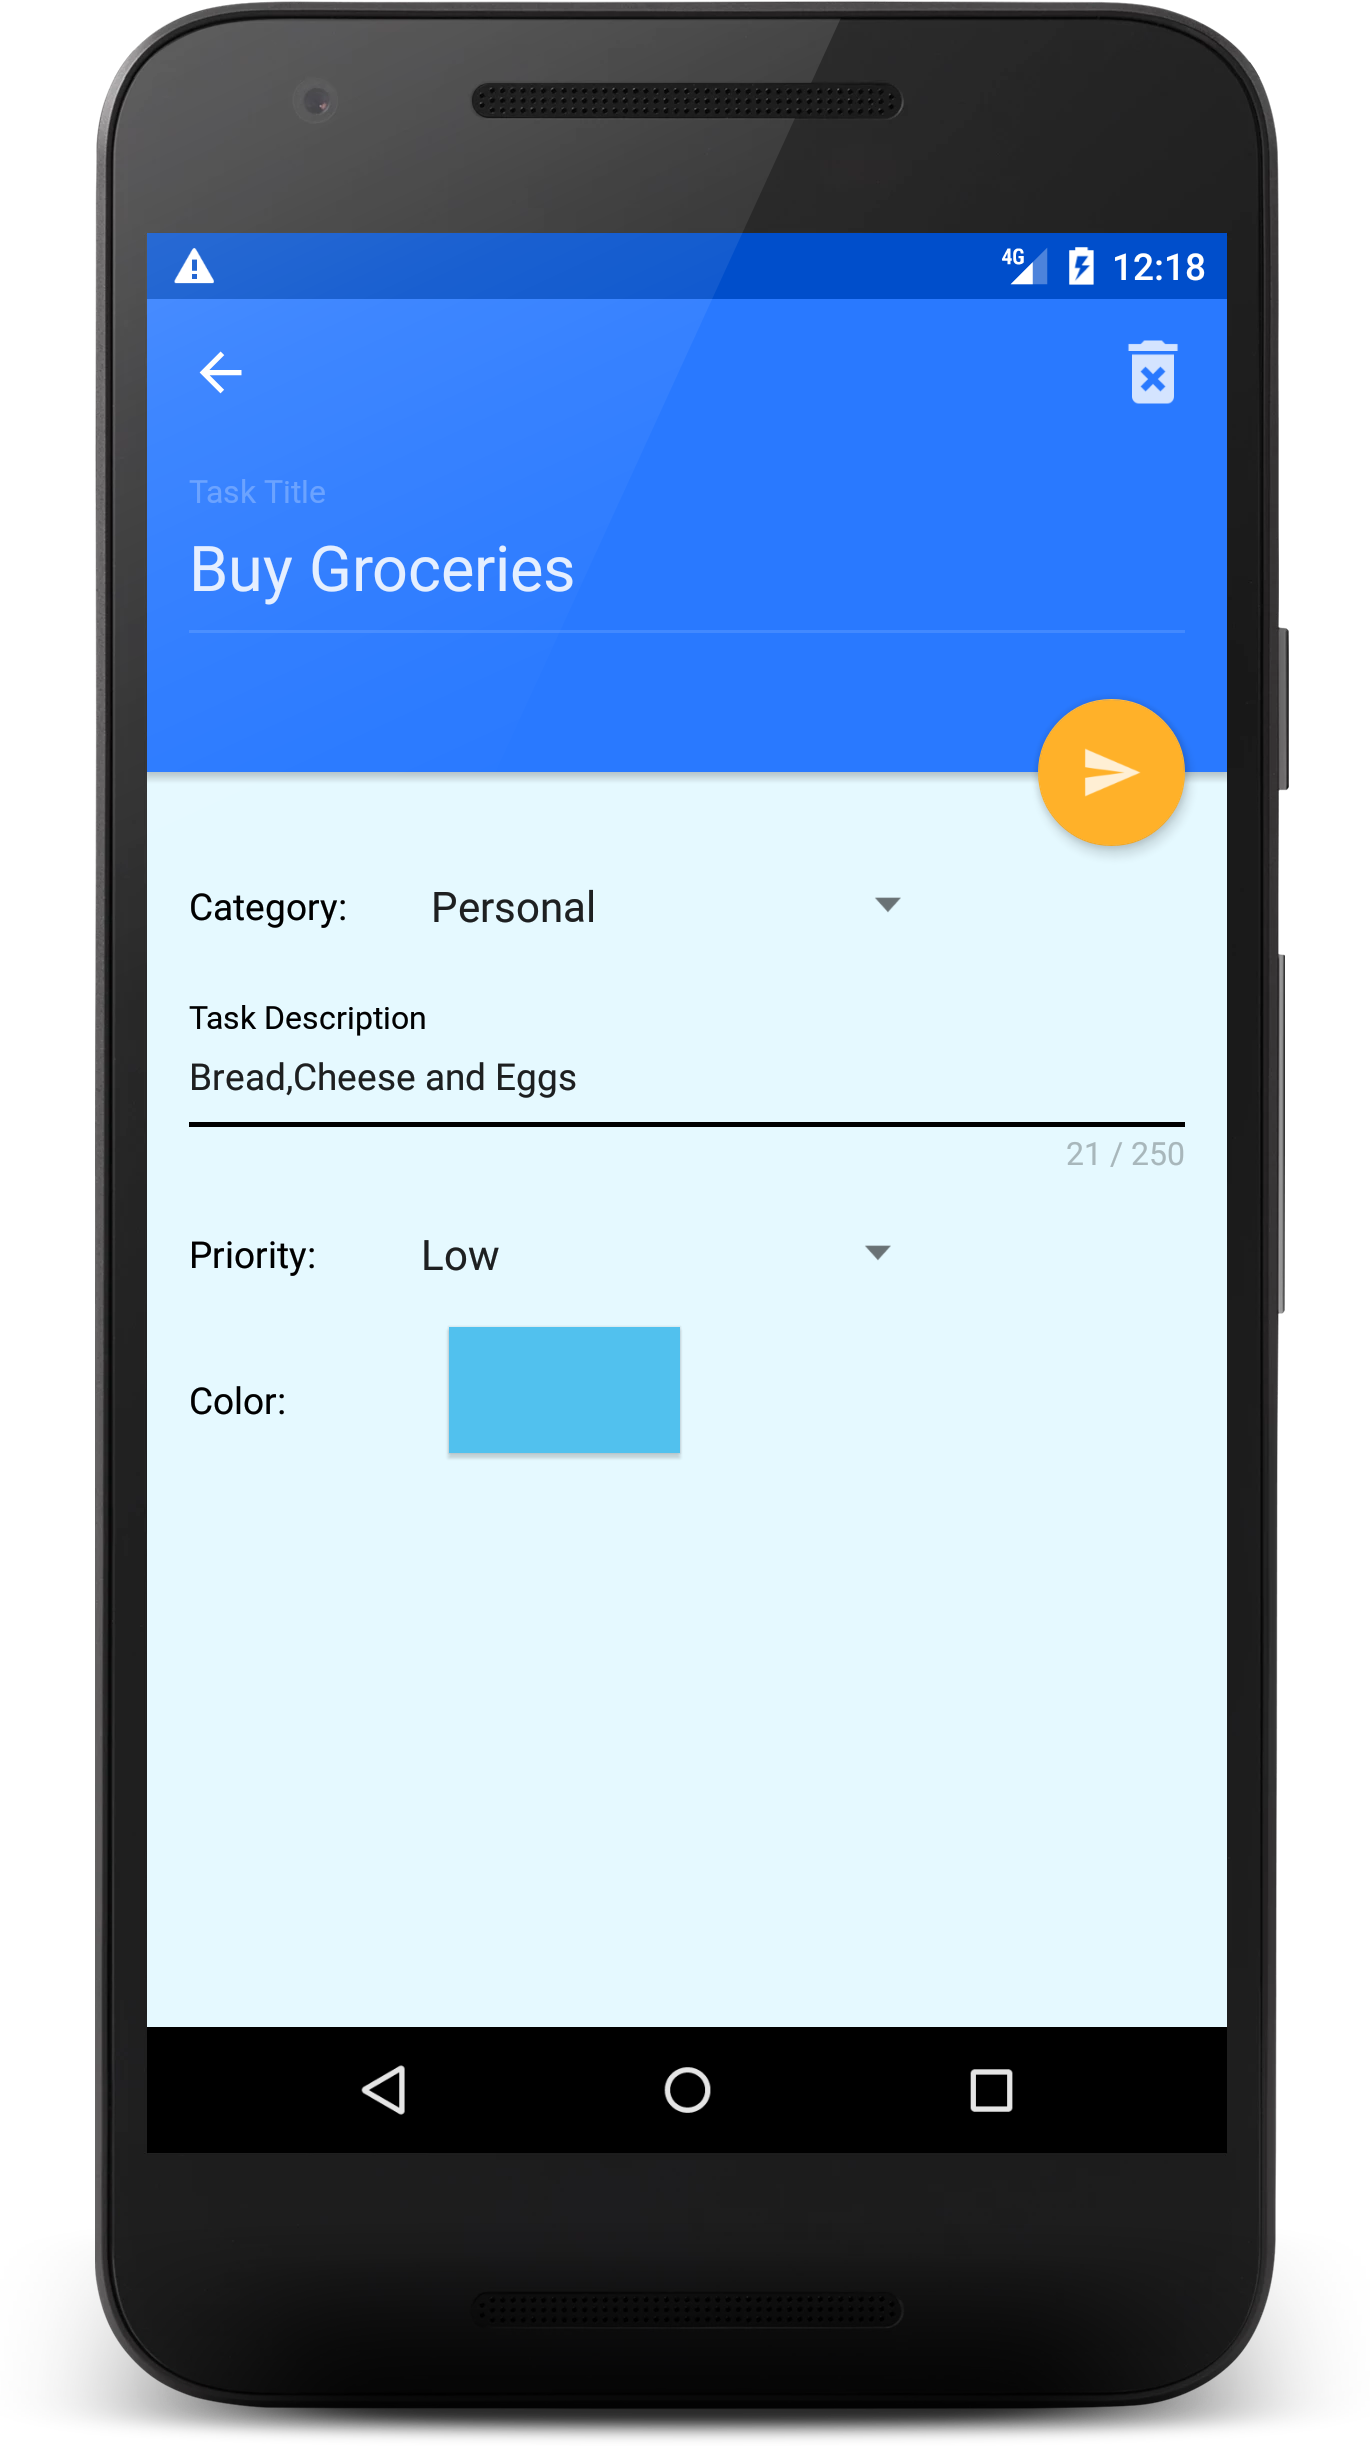 4G 12:18
Task Title
Buy Groceries
Category: Personal
Task Description
Bread,Cheese and Eggs
21 / 250
Priority: Low
Color: